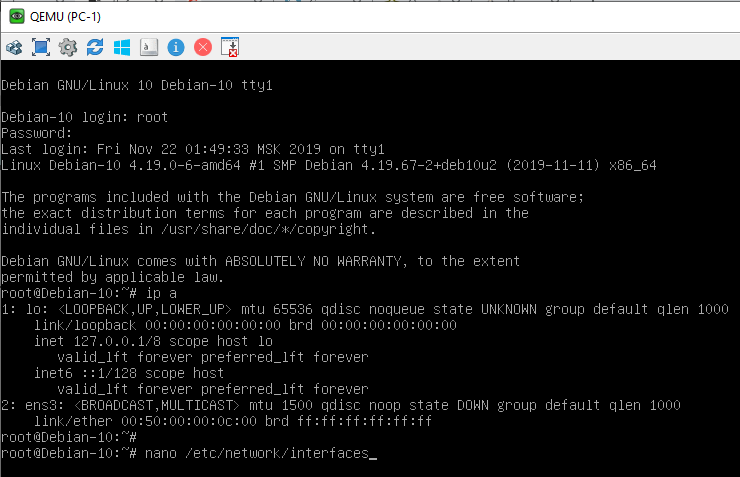 QEMU (PC-1)
Debian GNU/Linux 10 Debian-10 tty1
Debian-10 login: root
Password:
Last login: Fri Nov 22 01:49:33 MSK 2019 on tty1
Linux Debian-10 4.19.0-6-amd64 #1 SMP Debian 4.19.67-2+deb10u2 (2019-11-11) x86_64
The programs included with the Debian GNU/Linux system are free software;
the exact distribution terms for each program are described in the
individual files in /usr/share/doc/*/copyright.
Debian GNU/Linux comes with ABSOLUTELY NO WARRANTY, to the extent
permitted by applicable law.
root@Debian-10:~# ip a
1: lo: <LOOPBACK,UP,LOWER_UP> mtu 65536 qdisc noqueue state UNKNOWN group default qlen 1000
    link/loopback 00:00:00:00:00:00 brd 00:00:00:00:00:00
    inet 127.0.0.1/8 scope host lo
       valid_lft forever preferred_lft forever
    inet6 ::1/128 scope host
       valid_lft forever preferred_lft forever
2: ens3: <BROADCAST,MULTICAST> mtu 1500 qdisc noop state DOWN group default qlen 1000
    link/ether 00:50:00:00:0c:00 brd ff:ff:ff:ff:ff:ff
root@Debian-10:~#
root@Debian-10:~# nano /etc/network/interfaces_